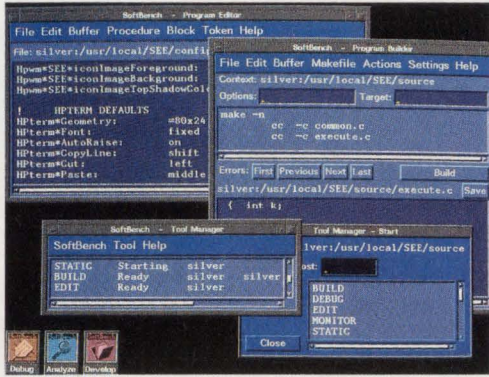 SoftBench - Program Editor
File Edit Buffer Procedure Block Token Help
File: silver:/usr/local/SEE/config
Hpwm*SEE*iconImageForeground:
Hpwm*SEE*iconImageBackground:
Hpwm*SEE*iconImageTopShadowColo
! HPTERM DEFAULTS
HPterm*Geometry: =80x24
HPterm*Font: fixed
HPterm*AutoRaise: on
HPterm*CopyLine: shift
HPterm*Cut: left
HPterm*Paste: middle
SoftBench - Program Builder
File Edit Buffer Makefile Actions Settings Help
Context: silver:/usr/local/SEE/source
Options: Target:
make -n
cc -c common.c
cc -c execute.c
Errors: First Previous Next Last Build
silver:/usr/local/SEE/source/execute.c Save
{ int k;
SoftBench - Tool Manager
SoftBench Tool Help
STATIC Starting silver
BUILD Ready silver silver
EDIT Ready silver
Tool Manager - Start
lver:/usr/local/SEE/source
ost:
BUILD
DEBUG
EDIT
MONITOR
STATIC
Close
Debug
Analyze
Develop